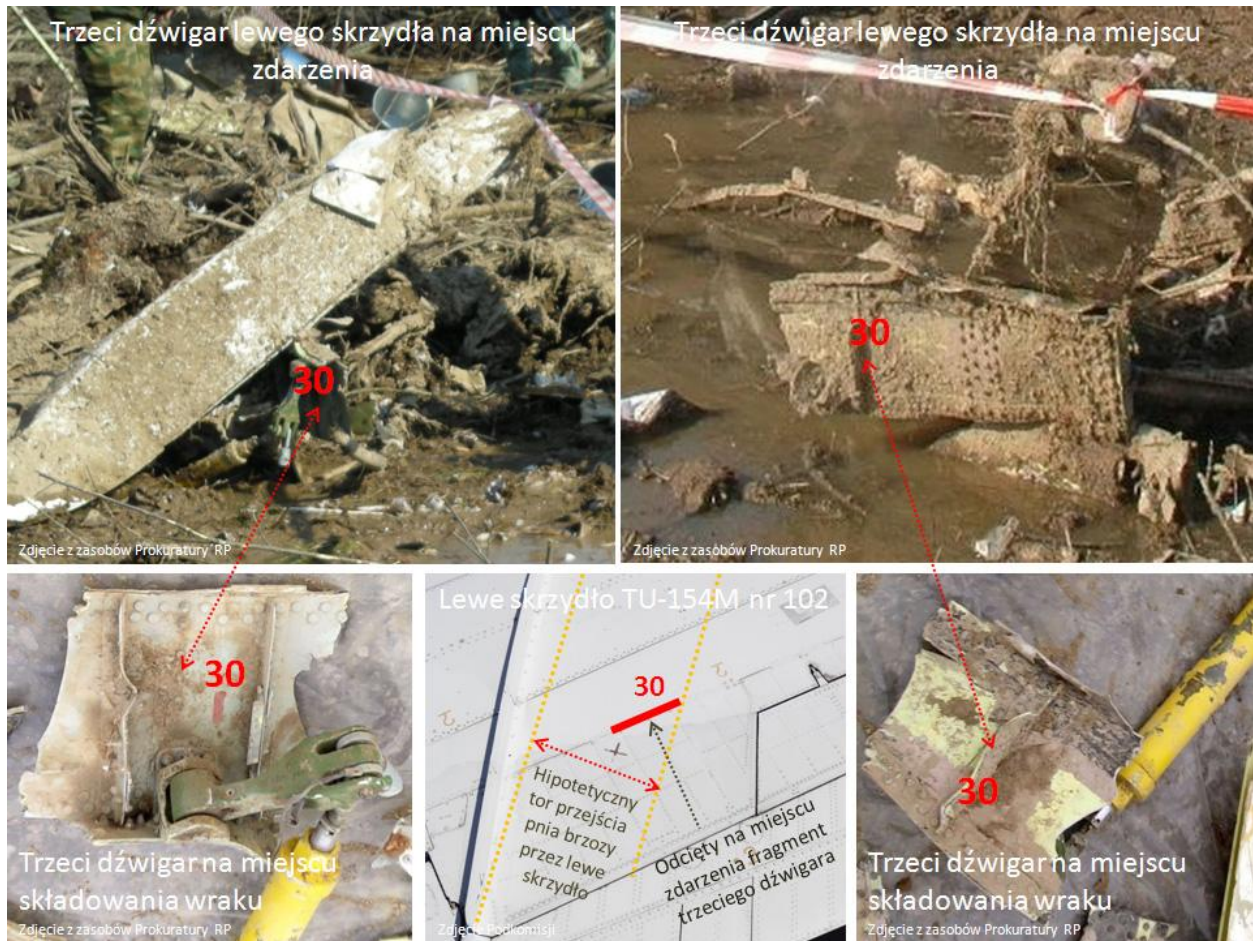 Trzeci dźwigar lewego skrzydła na miejscu
zdarzenia
30
Zdjęcie z zasobów Prokuratury RP
Trzeci dźwigar lewego skrzydła na miejscu
zdarzenia
30
Zdjęcie z zasobów Prokuratury RP
30
Trzeci dźwigar na miejscu
składowania wraku
Zdjęcie z zasobów Prokuratury RP
Lewe skrzydło TU-154M nr 102
30
Hipotetyczny
tor przejścia
pnia brzozy
przez lewe
skrzydło
Odcięty na miejscu
zdarzenia fragment
trzeciego dźwigara
Zdjęcie Podkomisji
30
Trzeci dźwigar na miejscu
składowania wraku
Zdjęcie z zasobów Prokuratury RP